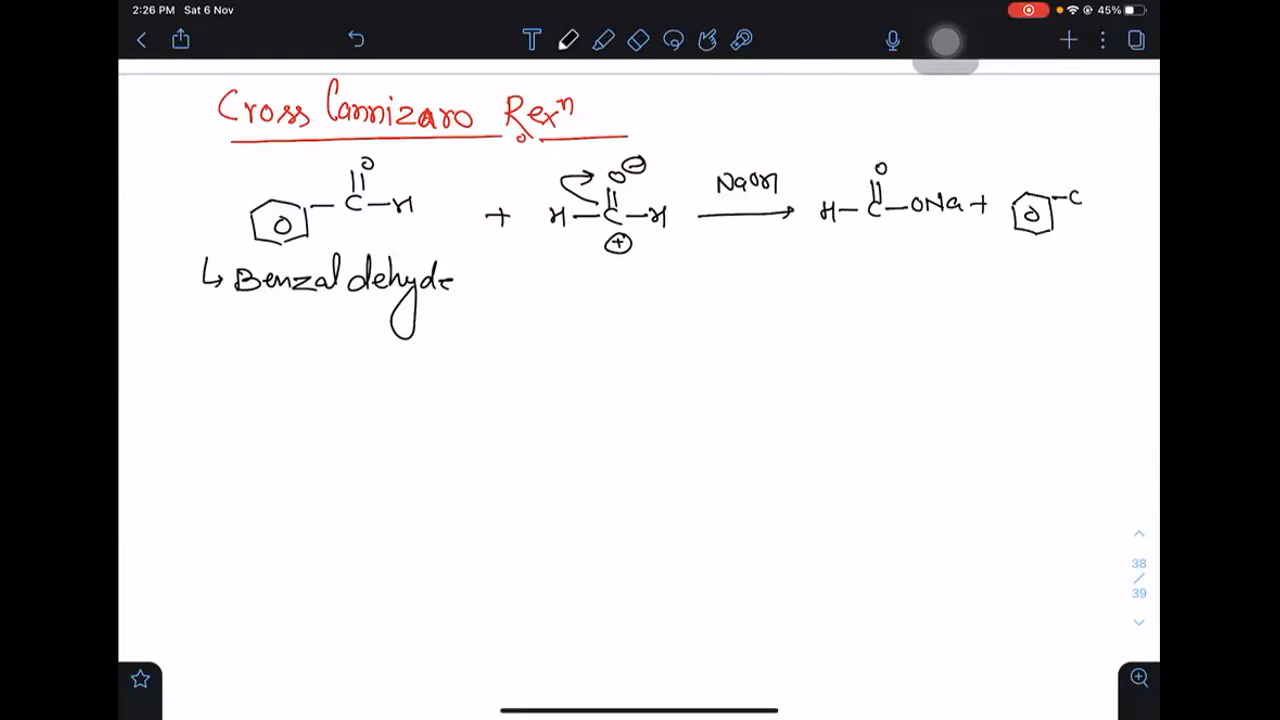 2:26 PM Sat 6 Nov 45%
Cross Cannizaro Rexⁿ
O O⊖ NaOH O
C–H + H–C–H → H–C–ONa + C
⊕
↳ Benzaldehyde
38
/
39